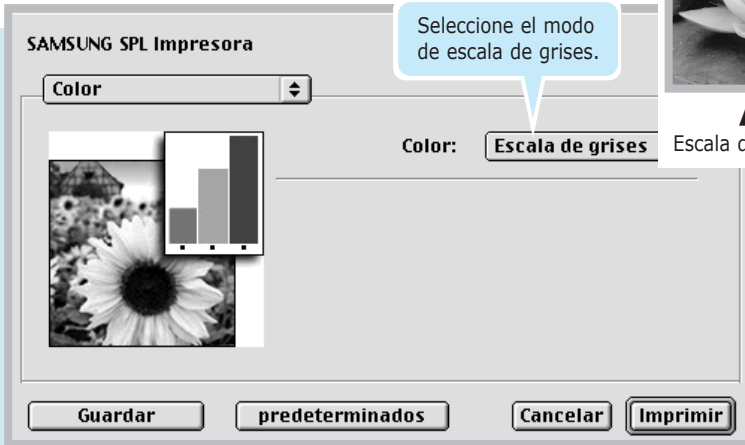 SAMSUNG SPL Impresora
Seleccione el modo
de escala de grises.
Color
Color: Escala de grises
Escala
Guardar predeterminados Cancelar Imprimir